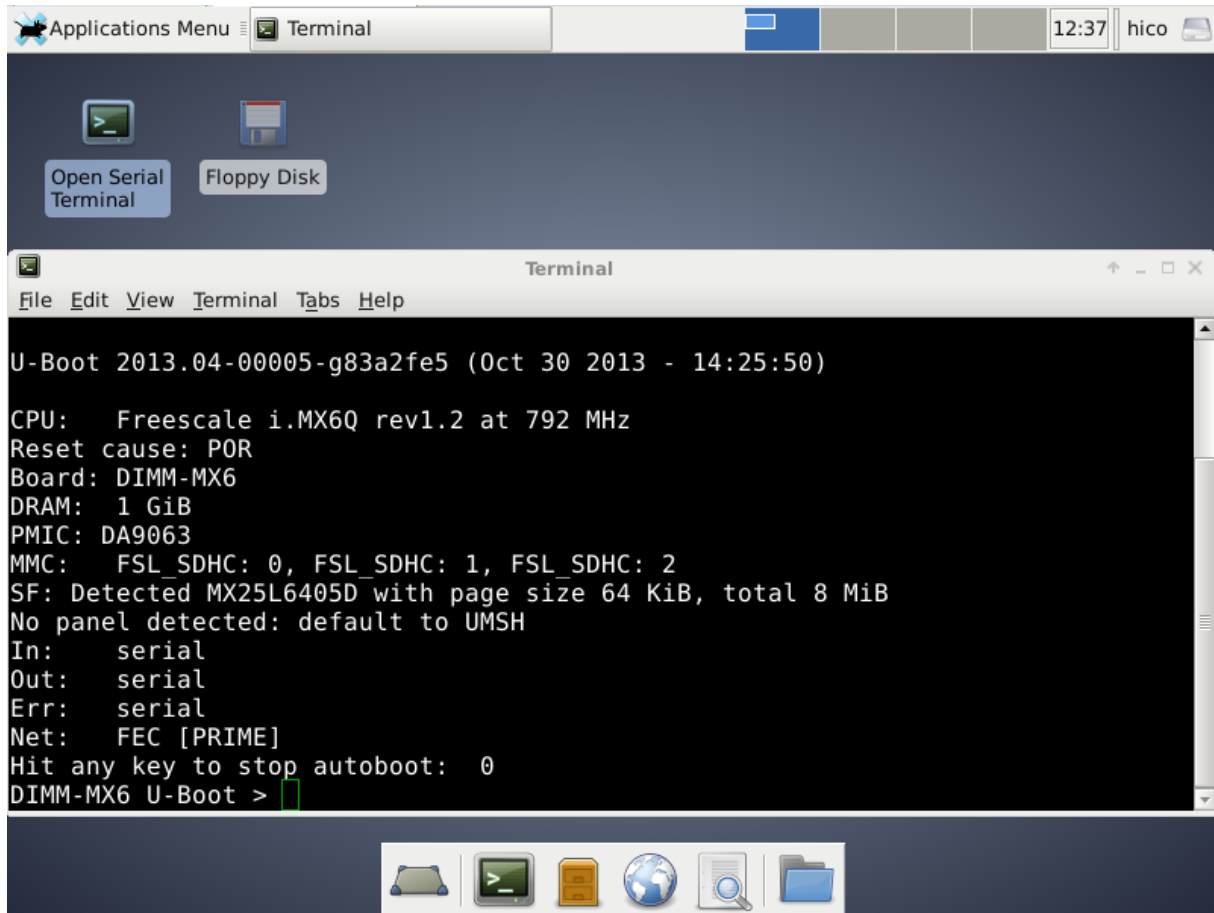 Applications Menu Terminal 12:37 hico
Open Serial
Terminal
Floppy Disk
Terminal
File Edit View Terminal Tabs Help
U-Boot 2013.04-00005-g83a2fe5 (Oct 30 2013 - 14:25:50)
CPU:   Freescale i.MX6Q rev1.2 at 792 MHz
Reset cause: POR
Board: DIMM-MX6
DRAM:  1 GiB
PMIC: DA9063
MMC:   FSL_SDHC: 0, FSL_SDHC: 1, FSL_SDHC: 2
SF: Detected MX25L6405D with page size 64 KiB, total 8 MiB
No panel detected: default to UMSH
In:    serial
Out:   serial
Err:   serial
Net:   FEC [PRIME]
Hit any key to stop autoboot:  0
DIMM-MX6 U-Boot >